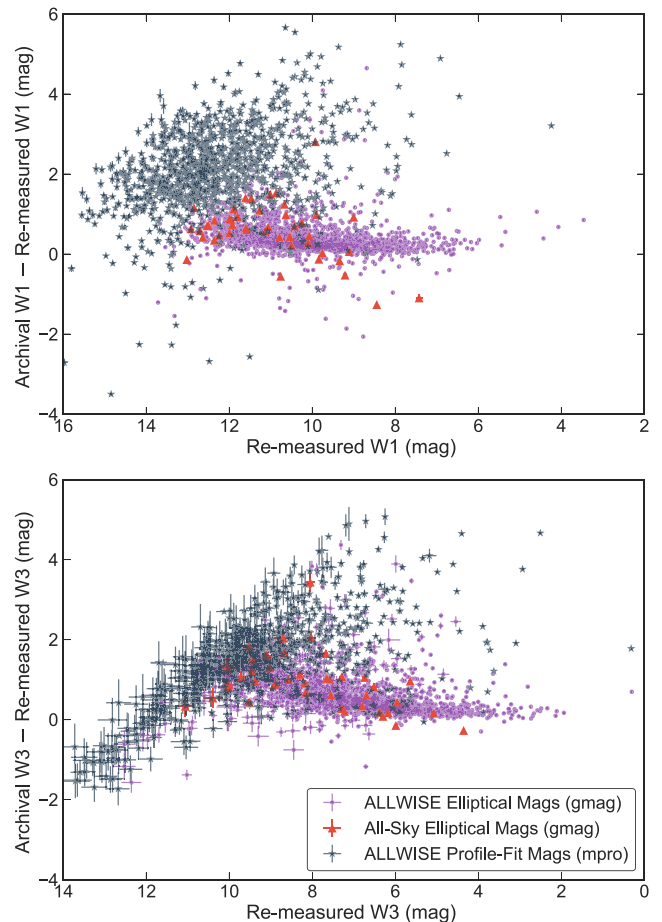 6
4
2
0
−2
−4
Archival W1 − Re-measured W1 (mag)
16 14 12 10 8 6 4 2
Re-measured W1 (mag)
6
4
2
0
−2
−4
Archival W3 − Re-measured W3 (mag)
ALLWISE Elliptical Mags (gmag)
All-Sky Elliptical Mags (gmag)
ALLWISE Profile-Fit Mags (mpro)
14 12 10 8 6 4 2 0
Re-measured W3 (mag)